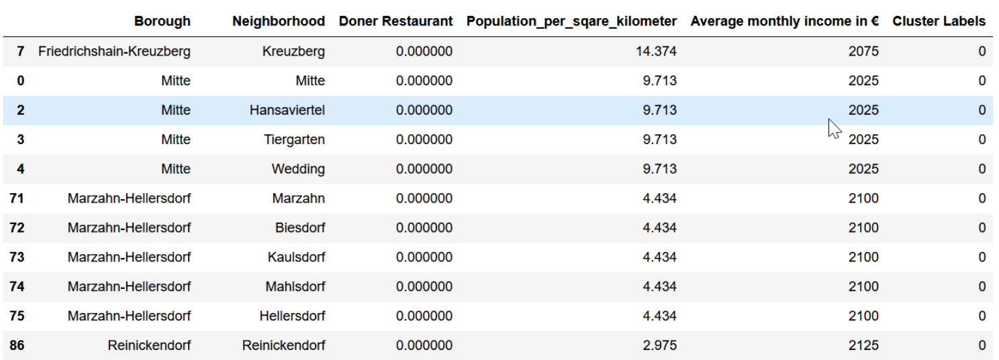 Borough Neighborhood Doner Restaurant Population_per_sqare_kilometer Average monthly income in € Cluster Labels
7 Friedrichshain-Kreuzberg Kreuzberg 0.000000 14.374 2075 0
0 Mitte Mitte 0.000000 9.713 2025 0
2 Mitte Hansaviertel 0.000000 9.713 2025 0
3 Mitte Tiergarten 0.000000 9.713 2025 0
4 Mitte Wedding 0.000000 9.713 2025 0
71 Marzahn-Hellersdorf Marzahn 0.000000 4.434 2100 0
72 Marzahn-Hellersdorf Biesdorf 0.000000 4.434 2100 0
73 Marzahn-Hellersdorf Kaulsdorf 0.000000 4.434 2100 0
74 Marzahn-Hellersdorf Mahlsdorf 0.000000 4.434 2100 0
75 Marzahn-Hellersdorf Hellersdorf 0.000000 4.434 2100 0
86 Reinickendorf Reinickendorf 0.000000 2.975 2125 0